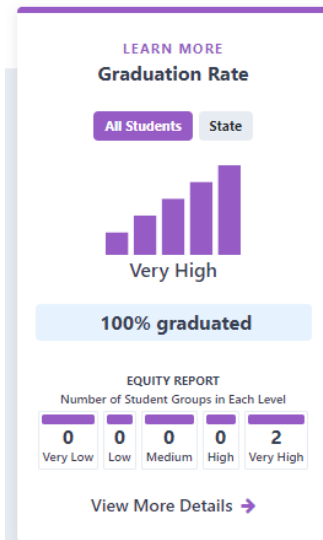 LEARN MORE
Graduation Rate
All Students State
Very High
100% graduated
EQUITY REPORT
Number of Student Groups in Each Level
0 0 0 0 2
Very Low Low Medium High Very High
View More Details →